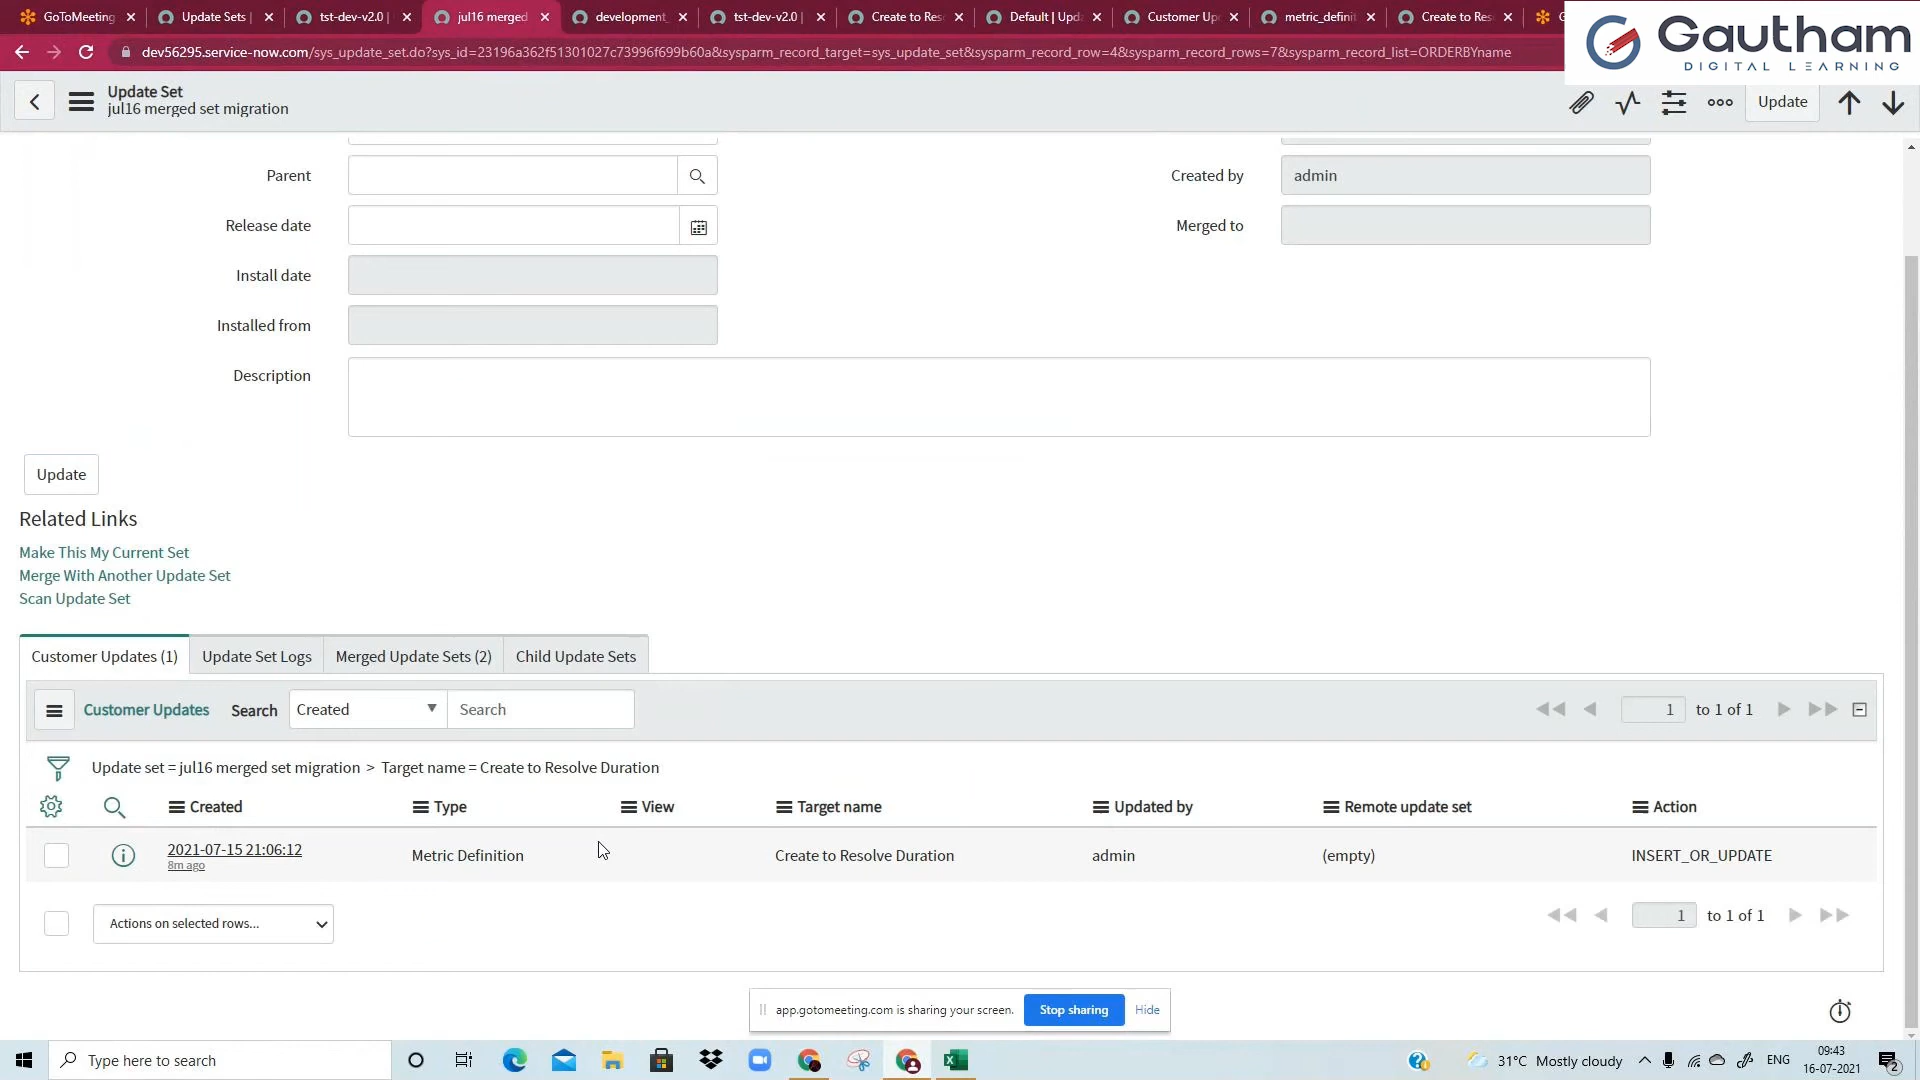 GoToMeeting
Update Sets |
tst-dev-v2.0 |
jul16 merged
development_
tst-dev-v2.0 |
Create to Res
Default | Upda
Customer Upd
metric_definit
Create to Res
dev56295.service-now.com/sys_update_set.do?sys_id=23196a362f51301027c73996f699b60a&sysparm_record_target=sys_update_set&sysparm_record_row=4&sysparm_record_rows=7&sysparm_record_list=ORDERBYname
Gautham
DIGITAL LEARNING
Update Set
jul16 merged set migration
Update
Parent
Created by
admin
Release date
Merged to
Install date
Installed from
Description
Update
Related Links
Make This My Current Set
Merge With Another Update Set
Scan Update Set
Customer Updates (1)
Update Set Logs
Merged Update Sets (2)
Child Update Sets
Customer Updates
Search
Created
Search
1 to 1 of 1
Update set = jul16 merged set migration > Target name = Create to Resolve Duration
Created
Type
View
Target name
Updated by
Remote update set
Action
2021-07-15 21:06:12
8m ago
Metric Definition
Create to Resolve Duration
admin
(empty)
INSERT_OR_UPDATE
Actions on selected rows...
1 to 1 of 1
app.gotomeeting.com is sharing your screen.
Stop sharing
Hide
Type here to search
31°C Mostly cloudy
ENG
09:43
16-07-2021
2